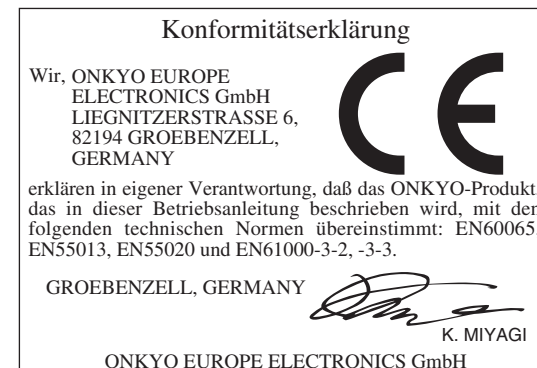 Konformitätserklärung
Wir, ONKYO EUROPE
ELECTRONICS GmbH
LIEGNITZERSTRASSE 6,
82194 GROEBENZELL,
GERMANY
CE
erklären in eigener Verantwortung, daß das ONKYO-Produkt,
das in dieser Betriebsanleitung beschrieben wird, mit den
folgenden technischen Normen übereinstimmt: EN60065,
EN55013, EN55020 und EN61000-3-2, -3-3.
GROEBENZELL, GERMANY
K. MIYAGI
ONKYO EUROPE ELECTRONICS GmbH